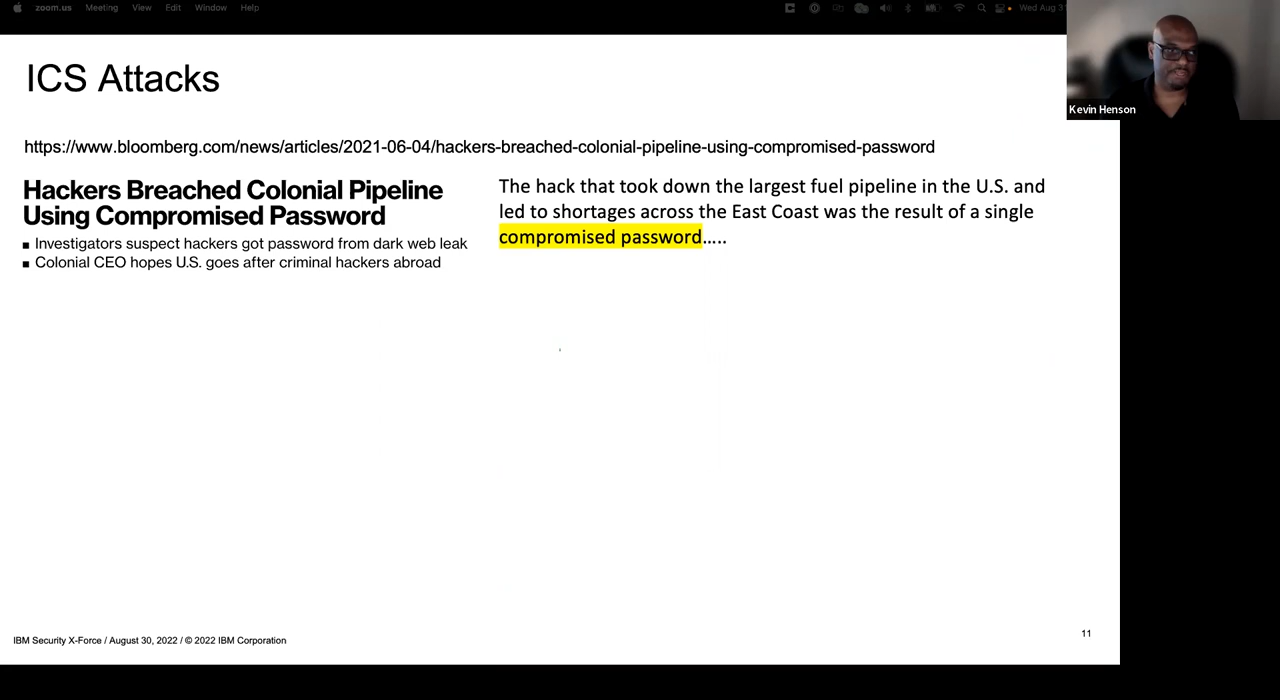 zoom.us Meeting View Edit Window Help Wed Aug 31
Kevin Henson
ICS Attacks
https://www.bloomberg.com/news/articles/2021-06-04/hackers-breached-colonial-pipeline-using-compromised-password
Hackers Breached Colonial Pipeline
Using Compromised Password
■ Investigators suspect hackers got password from dark web leak
■ Colonial CEO hopes U.S. goes after criminal hackers abroad
The hack that took down the largest fuel pipeline in the U.S. and
led to shortages across the East Coast was the result of a single
compromised password.....
IBM Security X-Force / August 30, 2022 / © 2022 IBM Corporation
11